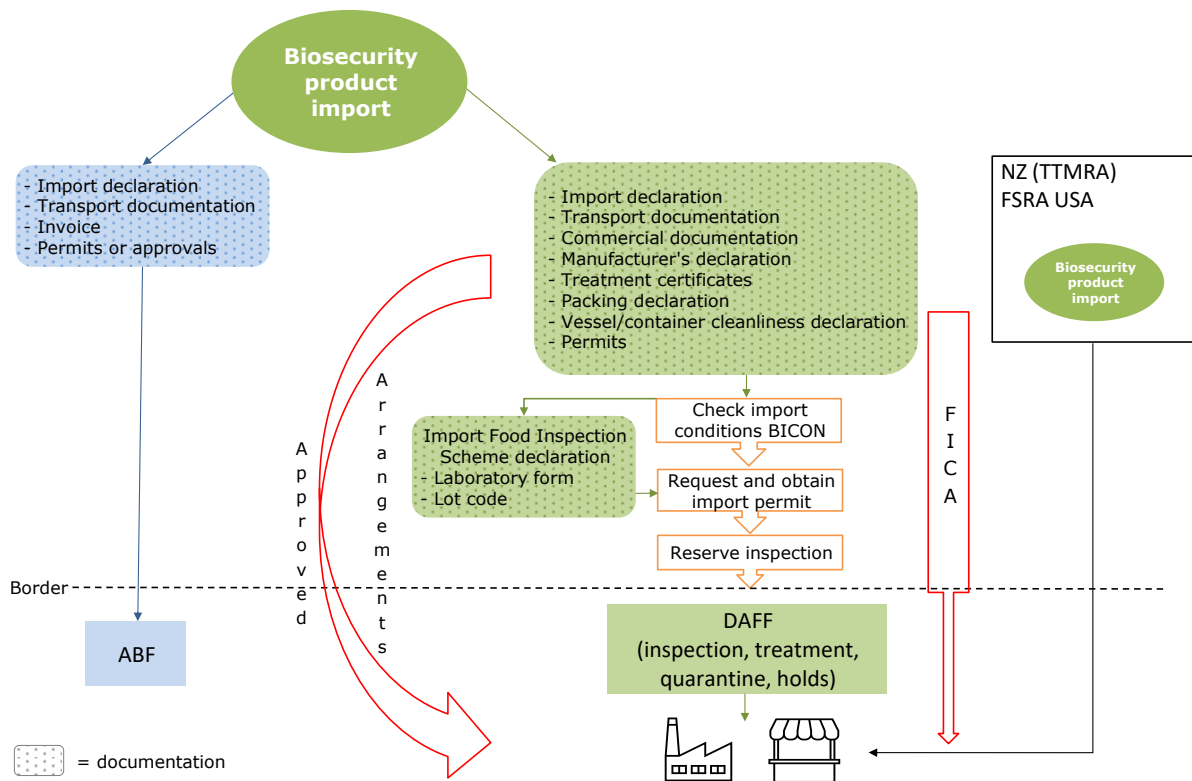 Biosecurity
product
import
- Import declaration
- Transport documentation
- Invoice
- Permits or approvals
- Import declaration
- Transport documentation
- Commercial documentation
- Manufacturer's declaration
- Treatment certificates
- Packing declaration
- Vessel/container cleanliness declaration
- Permits
NZ (TTMRA)
FSRA USA
Biosecurity
product
import
Approved
Arrangements
Check import
conditions BICON
Import Food Inspection
Scheme declaration
- Laboratory form
- Lot code
Request and obtain
import permit
Reserve inspection
FICA
Border
ABF
DAFF
(inspection, treatment,
quarantine, holds)
= documentation